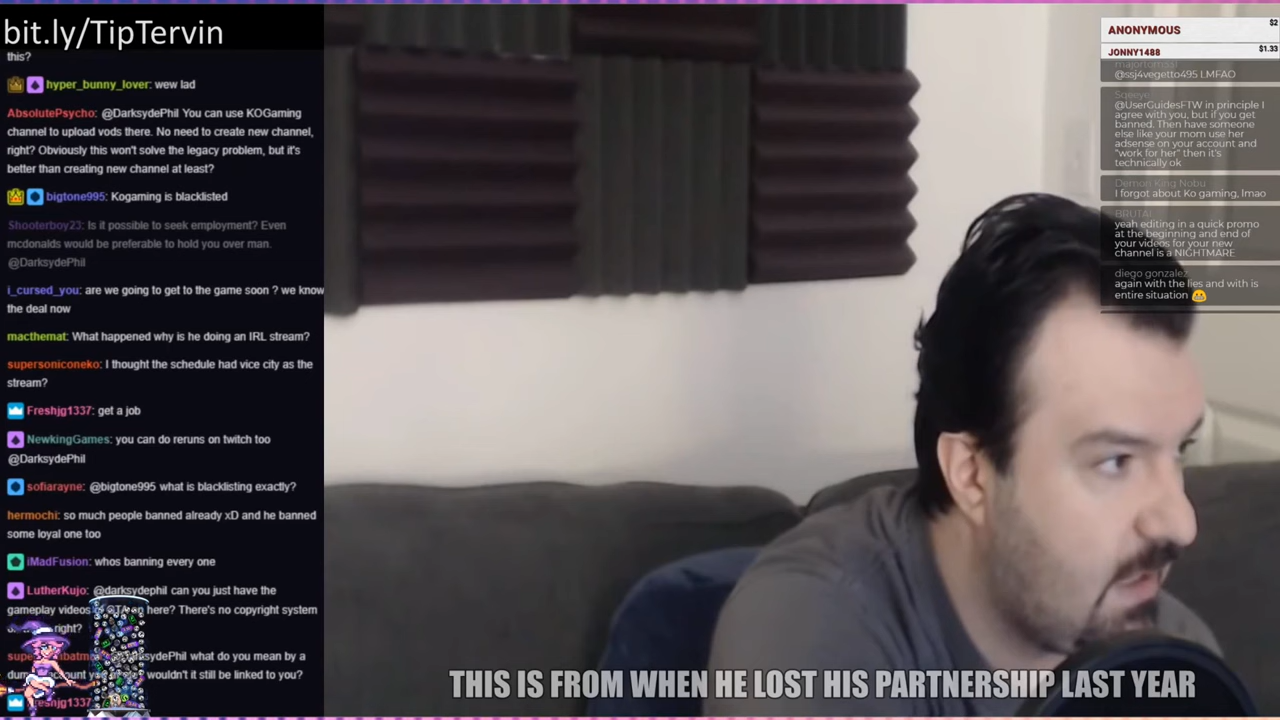 bit.ly/TipTervin
this?
hyper_bunny_lover: wew lad
AbsolutePsycho: @DarksydePhil You can use KOGaming
channel to upload vods there. No need to create new channel,
right? Obviously this won't solve the legacy problem, but it's
better than creating new channel at least?
bigtone995: Kogaming is blacklisted
Shooterboy23: Is it possible to seek employment? Even
mcdonalds would be preferable to hold you over man.
@DarksydePhil
i_cursed_you: are we going to get to the game soon ? we know
the deal now
macthemat: What happened why is he doing an IRL stream?
supersoniconeko: I thought the schedule had vice city as the
stream?
Freshjg1337: get a job
NewkingGames: you can do reruns on twitch too
@DarksydePhil
sofiarayne: @bigtone995 what is blacklisting exactly?
hermochi: so much people banned already xD and he banned
some loyal one too
iMadFusion: whos banning every one
LutherKujo: @darksydephil can you just have the
gameplay videos on here? There's no copyright system
right?
what do you mean by a
wouldn't it still be linked to you?
ANONYMOUS
$2
JONNY1488
$1.33
@ssj4vegetto495 LMFAO
Sqeeye
@UserGuidesFTW in principle I
agree with you, but if you get
banned. Then have someone
else like your mom use her
adsense on your account and
"work for her" then it's
technically ok
Demon King Nobu
I forgot about Ko gaming, lmao
BRUTAL
yeah editing in a quick promo
at the beginning and end of
your videos for your new
channel is a NIGHTMARE
diego gonzalez
again with the lies and with is
entire situation
THIS IS FROM WHEN HE LOST HIS PARTNERSHIP LAST YEAR